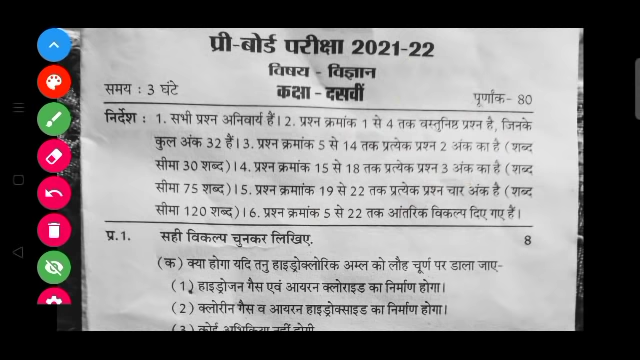 प्री-बोर्ड परीक्षा 2021-22
विषय - विज्ञान
समय : 3 घंटे
कक्षा - दसवीं
पूर्णांक- 80
निर्देश : 1. सभी प्रश्न अनिवार्य हैं। 2. प्रश्न क्रमांक 1 से 4 तक वस्तुनिष्ठ प्रश्न है, जिनके
कुल अंक 32 हैं। 3. प्रश्न क्रमांक 5 से 14 तक प्रत्येक प्रश्न 2 अंक का है (शब्द
सीमा 30 शब्द)। 4. प्रश्न क्रमांक 15 से 18 तक प्रत्येक प्रश्न 3 अंक का है (शब्द
सीमा 75 शब्द)। 5. प्रश्न क्रमांक 19 से 22 तक प्रत्येक प्रश्न चार अंक है (शब्द
सीमा 120 शब्द)। 6. प्रश्न क्रमांक 5 से 22 तक आंतरिक विकल्प दिए गए हैं।
प्र.1. सही विकल्प चुनकर लिखिए. 8
(क) क्या होगा यदि तनु हाइड्रोक्लोरिक अम्ल को लौह चूर्ण पर डाला जाए-
(1) हाइड्रोजन गैस एवं आयरन क्लोराइड का निर्माण होगा।
(2) क्लोरीन गैस व आयरन हाइड्रोक्साइड का निर्माण होगा।
(3) कोई अभिक्रिया नहीं होगी